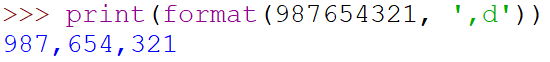 >>> print(format(987654321, ',d'))
987,654,321